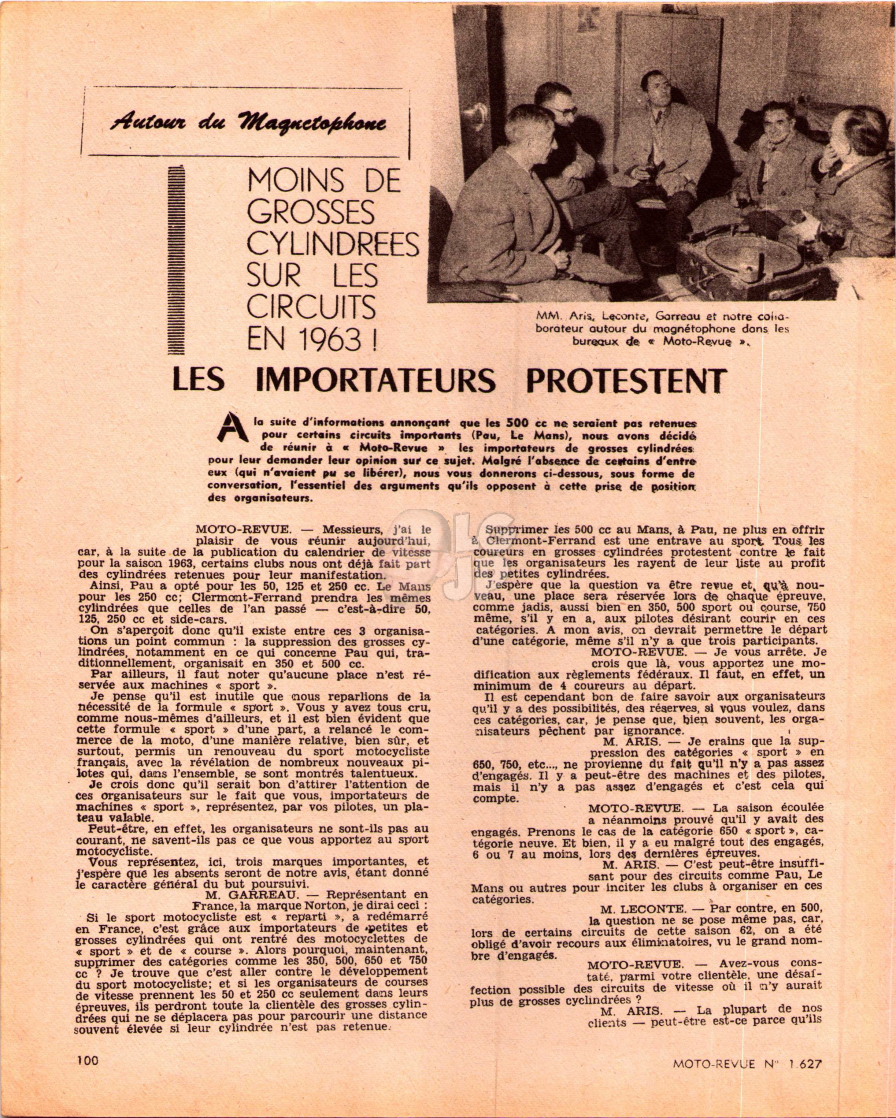 Autour du Magnetophone
MOINS DE
GROSSES
CYLINDREES
SUR LES
CIRCUITS
EN 1963 !
MM. Aris, Leconte, Garreau et notre colla-
borateur autour du magnétophone dans les
bureaux de « Moto-Revue ».
LES IMPORTATEURS PROTESTENT
A la suite d'informations annonçant que les 500 cc ne seraient pas retenues
pour certains circuits importants (Pau, Le Mans), nous avons décidé
de réunir à « Moto-Revue » les importateurs de grosses cylindrées
pour leur demander leur opinion sur ce sujet. Malgré l'absence de certains d'entre
eux (qui n'avaient pu se libérer), nous vous donnerons ci-dessous, sous forme de
conversation, l'essentiel des arguments qu'ils opposent à cette prise de position
des organisateurs.
MOTO-REVUE. — Messieurs, j'ai le
plaisir de vous réunir aujourd'hui,
car, à la suite de la publication du calendrier de vitesse
pour la saison 1963, certains clubs nous ont déjà fait part
des cylindrées retenues pour leur manifestation.
Ainsi, Pau a opté pour les 50, 125 et 250 cc. Le Mans
pour les 250 cc; Clermont-Ferrand prendra les mêmes
cylindrées que celles de l'an passé — c'est-à-dire 50,
125, 250 cc et side-cars.
On s'aperçoit donc qu'il existe entre ces 3 organisa-
tions un point commun : la suppression des grosses cy-
lindrées, notamment en ce qui concerne Pau qui, tra-
ditionnellement, organisait en 350 et 500 cc.
Par ailleurs, il faut noter qu'aucune place n'est ré-
servée aux machines « sport ».
Je pense qu'il est inutile que nous reparlions de la
nécessité de la formule « sport ». Vous y avez tous cru,
comme nous-mêmes d'ailleurs, et il est bien évident que
cette formule « sport » d'une part, a relancé le com-
merce de la moto, d'une manière relative, bien sûr, et
surtout, permis un renouveau du sport motocycliste
français, avec la révélation de nombreux nouveaux pi-
lotes qui, dans l'ensemble, se sont montrés talentueux.
Je crois donc qu'il serait bon d'attirer l'attention de
ces organisateurs sur le fait que vous, importateurs de
machines « sport », représentez, par vos pilotes, un pla-
teau valable.
Peut-être, en effet, les organisateurs ne sont-ils pas au
courant, ne savent-ils pas ce que vous apportez au sport
motocycliste.
Vous représentez, ici, trois marques importantes, et
j'espère que les absents seront de notre avis, étant donné
le caractère général du but poursuivi.
M. GARREAU. — Représentant en
France, la marque Norton, je dirai ceci :
Si le sport motocycliste est « reparti », a redémarré
en France, c'est grâce aux importateurs de petites et
grosses cylindrées qui ont rentré des motocyclettes de
« sport » et de « course ». Alors pourquoi, maintenant,
supprimer des catégories comme les 350, 500, 650 et 750
cc ? Je trouve que c'est aller contre le développement
du sport motocycliste; et si les organisateurs de courses
de vitesse prennent les 50 et 250 cc seulement dans leurs
épreuves, ils perdront toute la clientèle des grosses cylin-
drées qui ne se déplacera pas pour parcourir une distance
souvent élevée si leur cylindrée n'est pas retenue.
Supprimer les 500 cc au Mans, à Pau, ne plus en offrir
à Clermont-Ferrand est une entrave au sport. Tous les
coureurs en grosses cylindrées protestent contre le fait
que les organisateurs les rayent de leur liste au profit
des petites cylindrées.
J'espère que la question va être revue et qu'à nou-
veau, une place sera réservée lors de chaque épreuve,
comme jadis, aussi bien en 350, 500 sport ou course, 750
même, s'il y en a, aux pilotes désirant courir en ces
catégories. A mon avis, on devrait permettre le départ
d'une catégorie, même s'il n'y a que trois participants.
MOTO-REVUE. — Je vous arrête. Je
crois que là, vous apportez une mo-
dification aux règlements fédéraux. Il faut, en effet, un
minimum de 4 coureurs au départ.
Il est cependant bon de faire savoir aux organisateurs
qu'il y a des possibilités, des réserves, si vous voulez, dans
ces catégories, car, je pense que, bien souvent, les orga-
nisateurs pêchent par ignorance.
M. ARIS. — Je crains que la sup-
pression des catégories « sport » en
650, 750, etc..., ne provienne du fait qu'il n'y a pas assez
d'engagés. Il y a peut-être des machines et des pilotes,
mais il n'y a pas assez d'engagés et c'est cela qui
compte.
MOTO-REVUE. — La saison écoulée
a néanmoins prouvé qu'il y avait des
engagés. Prenons le cas de la catégorie 650 « sport », ca-
tégorie neuve. Et bien, il y a eu malgré tout des engagés,
6 ou 7 au moins, lors des dernières épreuves.
M. ARIS. — C'est peut-être insuffi-
sant pour des circuits comme Pau, Le
Mans ou autres pour inciter les clubs à organiser en ces
catégories.
M. LECONTE. — Par contre, en 500,
la question ne se pose même pas, car,
lors de certains circuits de cette saison 62, on a été
obligé d'avoir recours aux éliminatoires, vu le grand nom-
bre d'engagés.
MOTO-REVUE. — Avez-vous cons-
taté, parmi votre clientèle, une désaf-
fection possible des circuits de vitesse où il n'y aurait
plus de grosses cyclindrées ?
M. ARIS. — La plupart de nos
clients — peut-être est-ce parce qu'ils
100
MOTO-REVUE N° 1.627